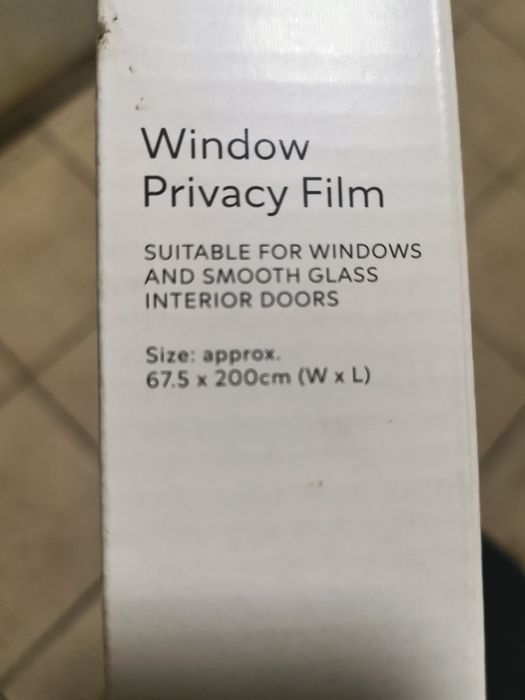 Window
Privacy Film
SUITABLE FOR WINDOWS
AND SMOOTH GLASS
INTERIOR DOORS
Size: approx.
67.5 x 200cm (W x L)